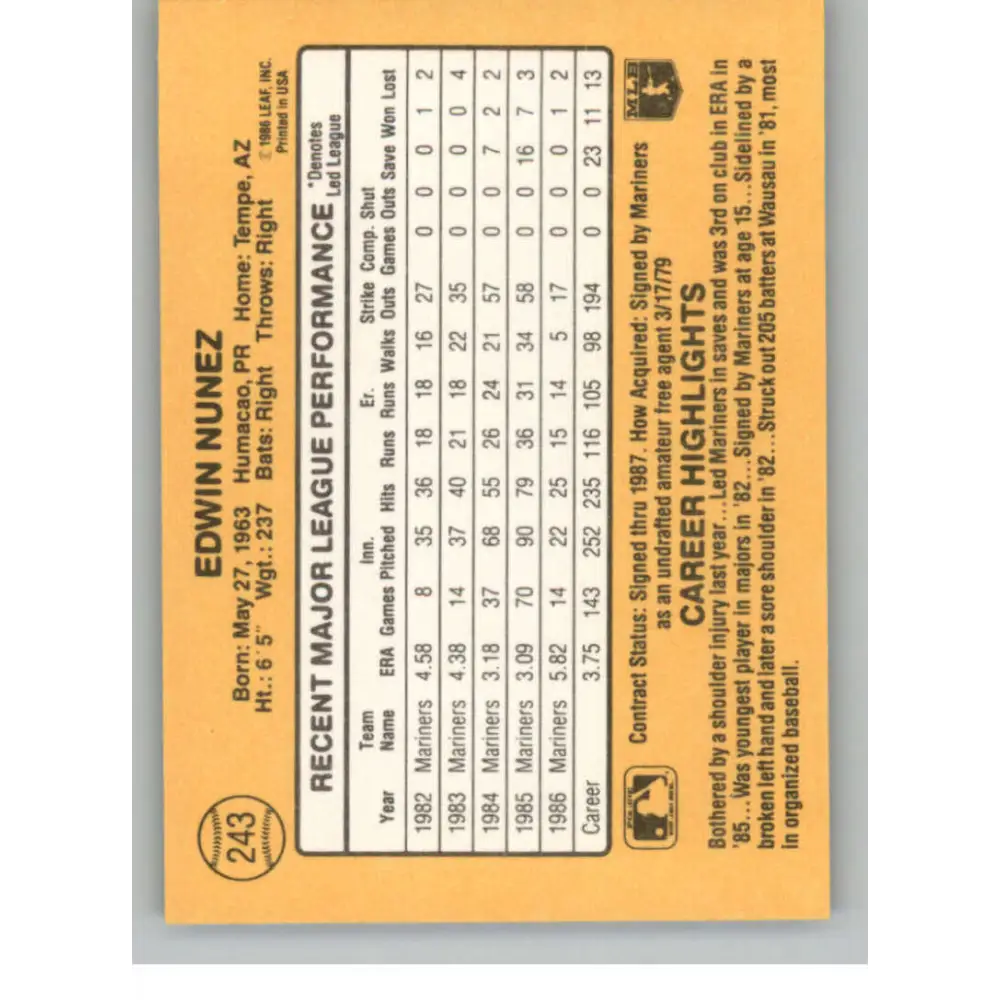 243
EDWIN NUNEZ
Born: May 27, 1963 Humacao, PR Home: Tempe, AZ
Ht.: 6' 5" Wgt.: 237 Bats: Right Throws: Right
© 1986 LEAF, INC.
Printed in USA
RECENT MAJOR LEAGUE PERFORMANCE
*Denotes
Led League
Year Team Name ERA Games Inn. Pitched Hits Runs Er. Runs Walks Strike Outs Comp. Games Shut Outs Save Won Lost
1982 Mariners 4.58 8 35 36 18 18 16 27 0 0 0 1 2
1983 Mariners 4.38 14 37 40 21 18 22 35 0 0 0 0 4
1984 Mariners 3.18 37 68 55 26 24 21 57 0 0 7 2 2
1985 Mariners 3.09 70 90 79 36 31 34 58 0 0 16 7 3
1986 Mariners 5.82 14 22 25 15 14 5 17 0 0 0 1 2
Career 3.75 143 252 235 116 105 98 194 0 0 23 11 13
Contract Status: Signed thru 1987. How Acquired: Signed by Mariners
as an undrafted amateur free agent 3/17/79
MLB
CAREER HIGHLIGHTS
Bothered by a shoulder injury last year...Led Mariners in saves and was 3rd on club in ERA in
'85...Was youngest player in majors in '82...Signed by Mariners at age 15...Sidelined by a
broken left hand and later a sore shoulder in '82...Struck out 205 batters at Wausau in '81, most
in organized baseball.